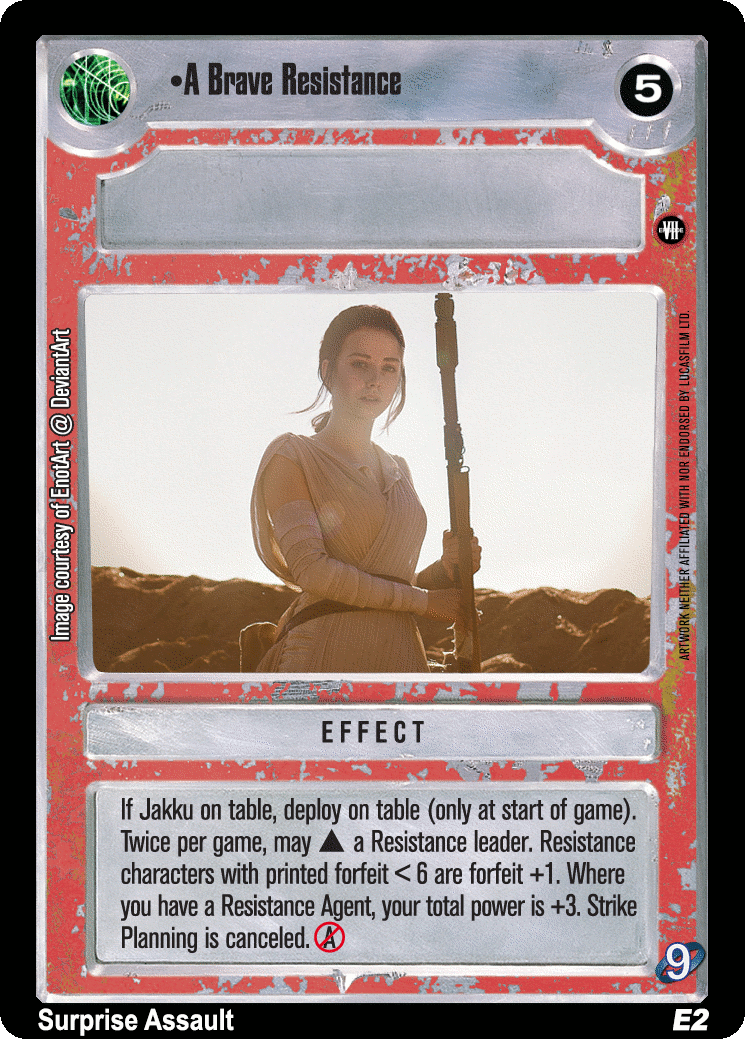 •A Brave Resistance
5
EPISODE
VII
Image courtesy of EnotArt @ DeviantArt
ARTWORK NEITHER AFFILIATED WITH NOR ENDORSED BY LUCASFILM LTD.
EFFECT
If Jakku on table, deploy on table (only at start of game).
Twice per game, may ▲ a Resistance leader. Resistance
characters with printed forfeit < 6 are forfeit +1. Where
you have a Resistance Agent, your total power is +3. Strike
Planning is canceled. A
9
Surprise Assault
E2